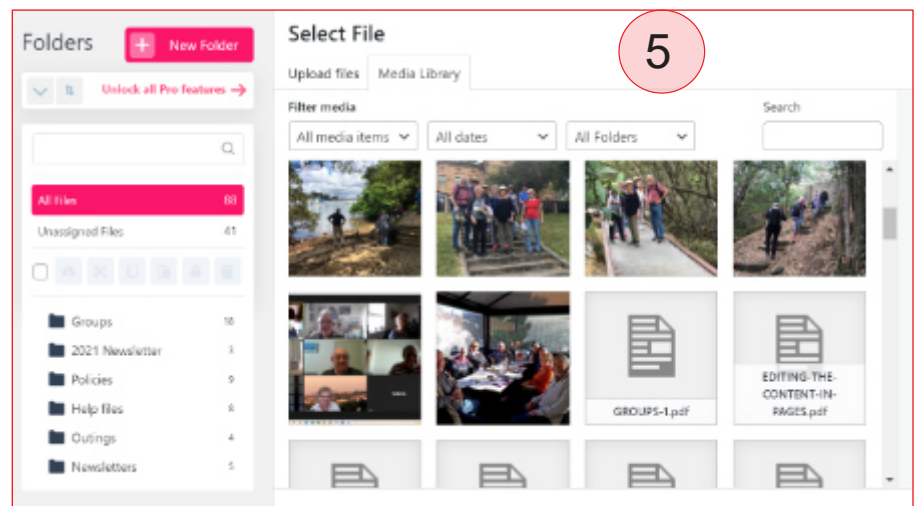 Folders
+ New Folder
Unlock all Pro features →
All Files 88
Unassigned Files 41
Groups 16
2021 Newsletter 3
Policies 9
Help files 8
Outings 4
Newsletters 5
Select File
5
Upload files Media Library
Filter media
Search
All media items
All dates
All Folders
GROUPS-1.pdf
EDITING-THE-
CONTENT-IN-
PAGES.pdf